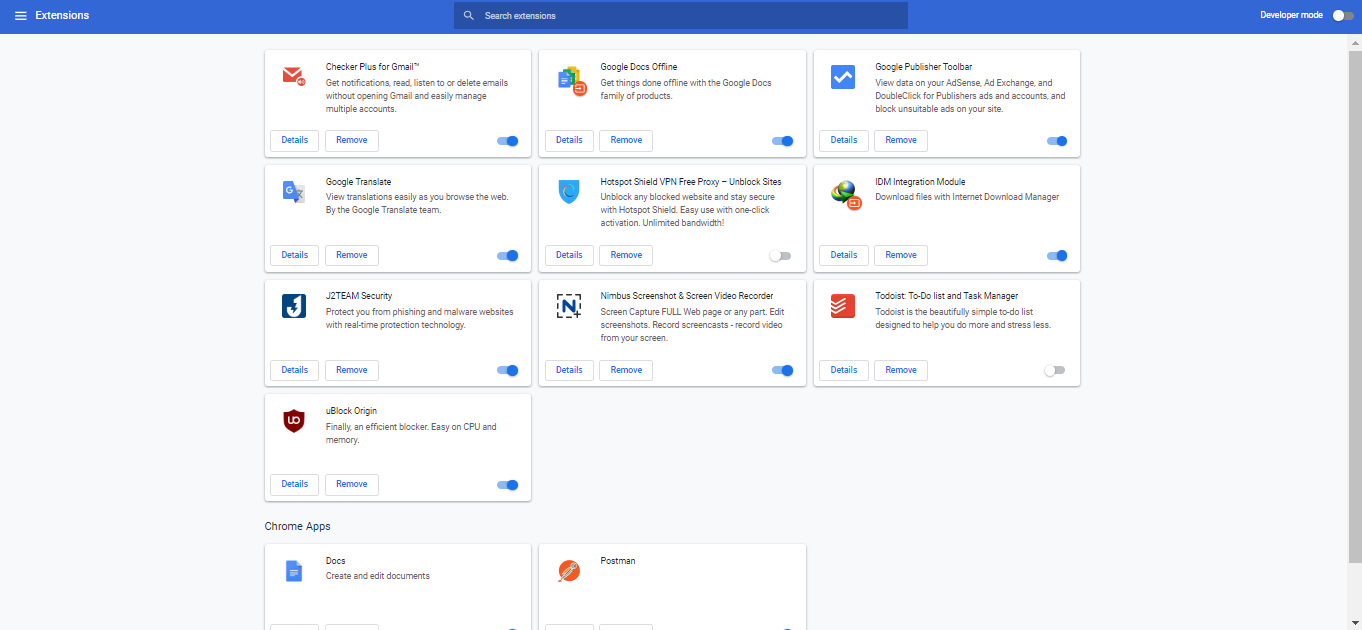 Extensions
Search extensions
Developer mode
Checker Plus for Gmail™
Get notifications, read, listen to or delete emails
without opening Gmail and easily manage
multiple accounts.
Details
Remove
Google Docs Offline
Get things done offline with the Google Docs
family of products.
Details
Remove
Google Publisher Toolbar
View data on your AdSense, Ad Exchange, and
DoubleClick for Publishers ads and accounts, and
block unsuitable ads on your site.
Details
Remove
Google Translate
View translations easily as you browse the web.
By the Google Translate team.
Details
Remove
Hotspot Shield VPN Free Proxy – Unblock Sites
Unblock any blocked website and stay secure
with Hotspot Shield. Easy use with one-click
activation. Unlimited bandwidth!
Details
Remove
IDM Integration Module
Download files with Internet Download Manager
Details
Remove
J2TEAM Security
Protect you from phishing and malware websites
with real-time protection technology.
Details
Remove
Nimbus Screenshot & Screen Video Recorder
Screen Capture FULL Web page or any part. Edit
screenshots. Record screencasts - record video
from your screen.
Details
Remove
Todoist: To-Do list and Task Manager
Todoist is the beautifully simple to-do list
designed to help you do more and stress less.
Details
Remove
uBlock Origin
Finally, an efficient blocker. Easy on CPU and
memory.
Details
Remove
Chrome Apps
Docs
Create and edit documents
Postman